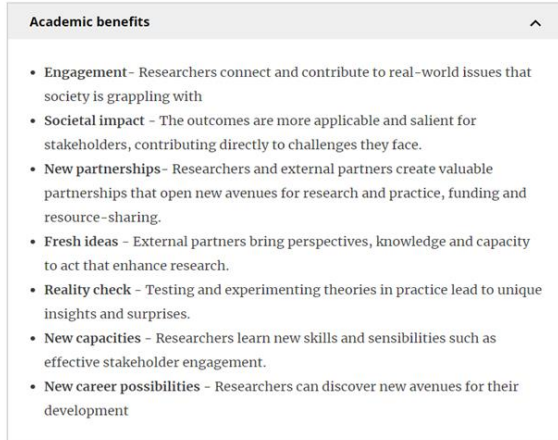 Academic benefits
• Engagement– Researchers connect and contribute to real-world issues that
society is grappling with
• Societal impact – The outcomes are more applicable and salient for
stakeholders, contributing directly to challenges they face.
• New partnerships– Researchers and external partners create valuable
partnerships that open new avenues for research and practice, funding and
resource-sharing.
• Fresh ideas – External partners bring perspectives, knowledge and capacity
to act that enhance research.
• Reality check – Testing and experimenting theories in practice lead to unique
insights and surprises.
• New capacities – Researchers learn new skills and sensibilities such as
effective stakeholder engagement.
• New career possibilities – Researchers can discover new avenues for their
development